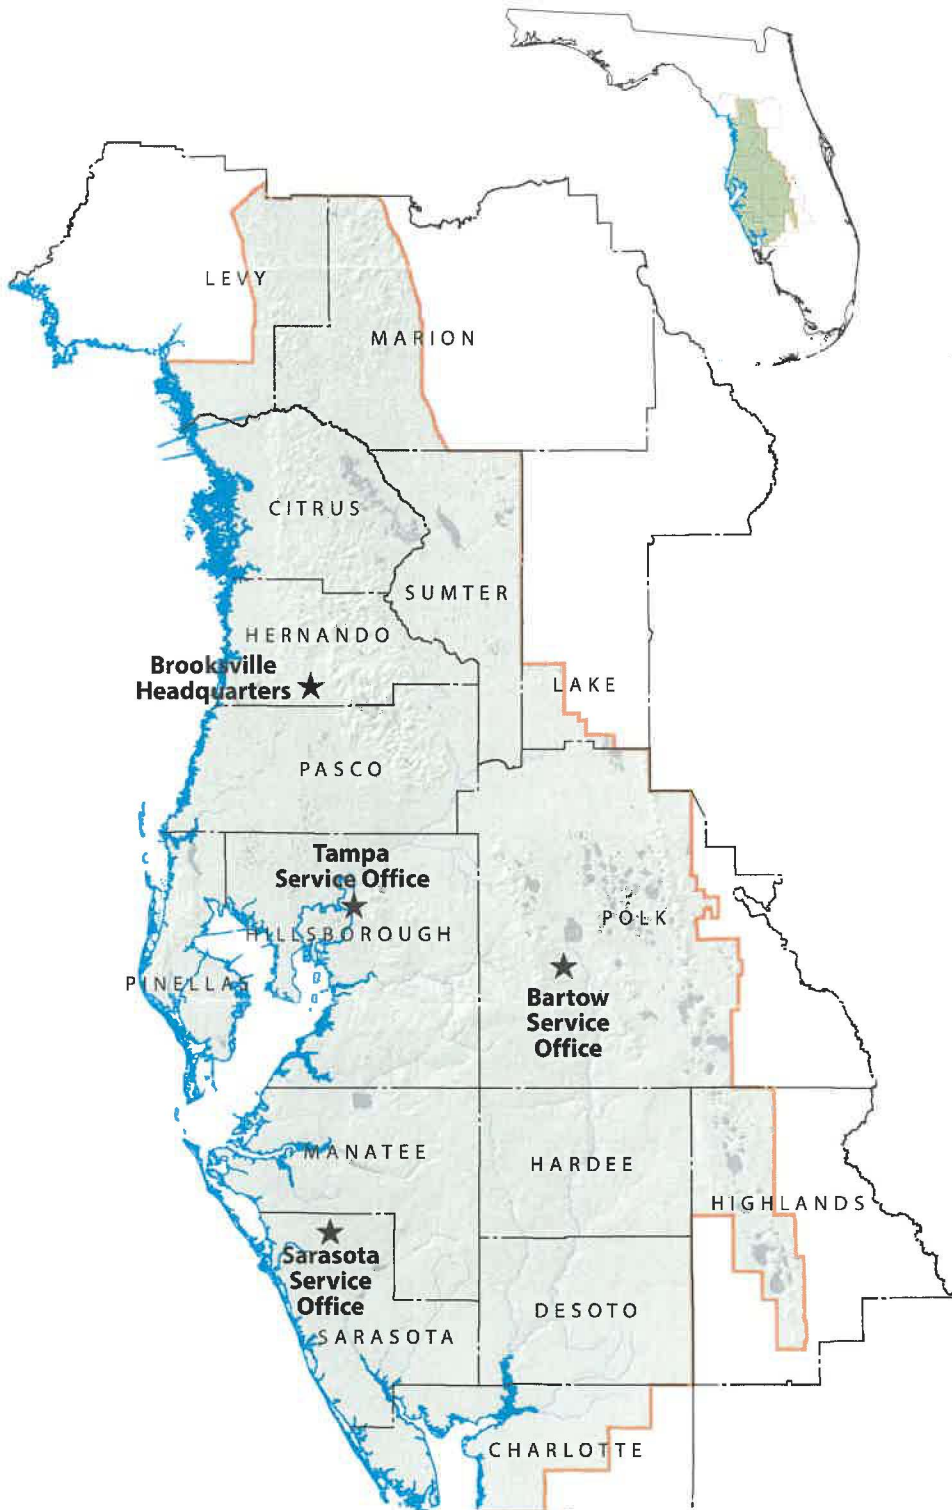 LEVY
MARION
CITRUS
SUMTER
HERNANDO
Brooksville
Headquarters
LAKE
PASCO
Tampa
Service Office
HILLSBOROUGH
POLK
PINELLAS
Bartow
Service
Office
MANATEE
HARDEE
HIGHLANDS
Sarasota
Service
Office
DESOTO
SARASOTA
CHARLOTTE